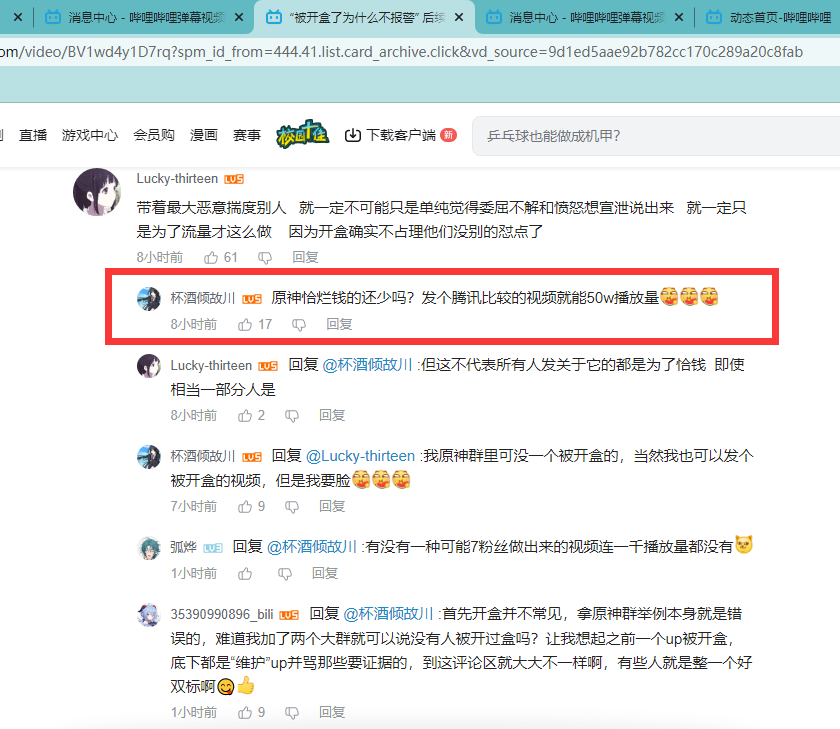 消息中心 - 哔哩哔哩弹幕视频
“被开盒了为什么不报警” 后续
消息中心 - 哔哩哔哩弹幕视频
动态首页-哔哩哔哩
om/video/BV1wd4y1D7rq?spm_id_from=444.41.list.card_archive.click&vd_source=9d1ed5aae92b782cc170c289a20c8fab
直播 游戏中心 会员购 漫画 赛事 校园十佳 下载客户端 新 乒乓球也能做成机甲?
Lucky-thirteen LV5
带着最大恶意揣度别人 就一定不可能只是单纯觉得委屈不解和愤怒想宣泄说出来 就一定只
是为了流量才这么做 因为开盒确实不占理他们没别的怼点了
8小时前 61 回复
杯酒倾故川 LV5 原神恰烂钱的还少吗？发个腾讯比较的视频就能50w播放量
8小时前 17 回复
Lucky-thirteen LV5 回复 @杯酒倾故川 :但这不代表所有人发关于它的都是为了恰钱 即使
相当一部分人是
8小时前 2 回复
杯酒倾故川 LV5 回复 @Lucky-thirteen :我原神群里可没一个被开盒的，当然我也可以发个
被开盒的视频，但是我要脸
7小时前 9 回复
弧烨 LV3 回复 @杯酒倾故川 :有没有一种可能7粉丝做出来的视频连一千播放量都没有
1小时前 回复
35390990896_bili LV5 回复 @杯酒倾故川 :首先开盒并不常见，拿原神群举例本身就是错
误的，难道我加了两个大群就可以说没有人被开过盒吗？让我想起之前一个up被开盒，
底下都是“维护”up并骂那些要证据的，到这评论区就大大不一样啊，有些人就是整一个好
双标啊
1小时前 9 回复